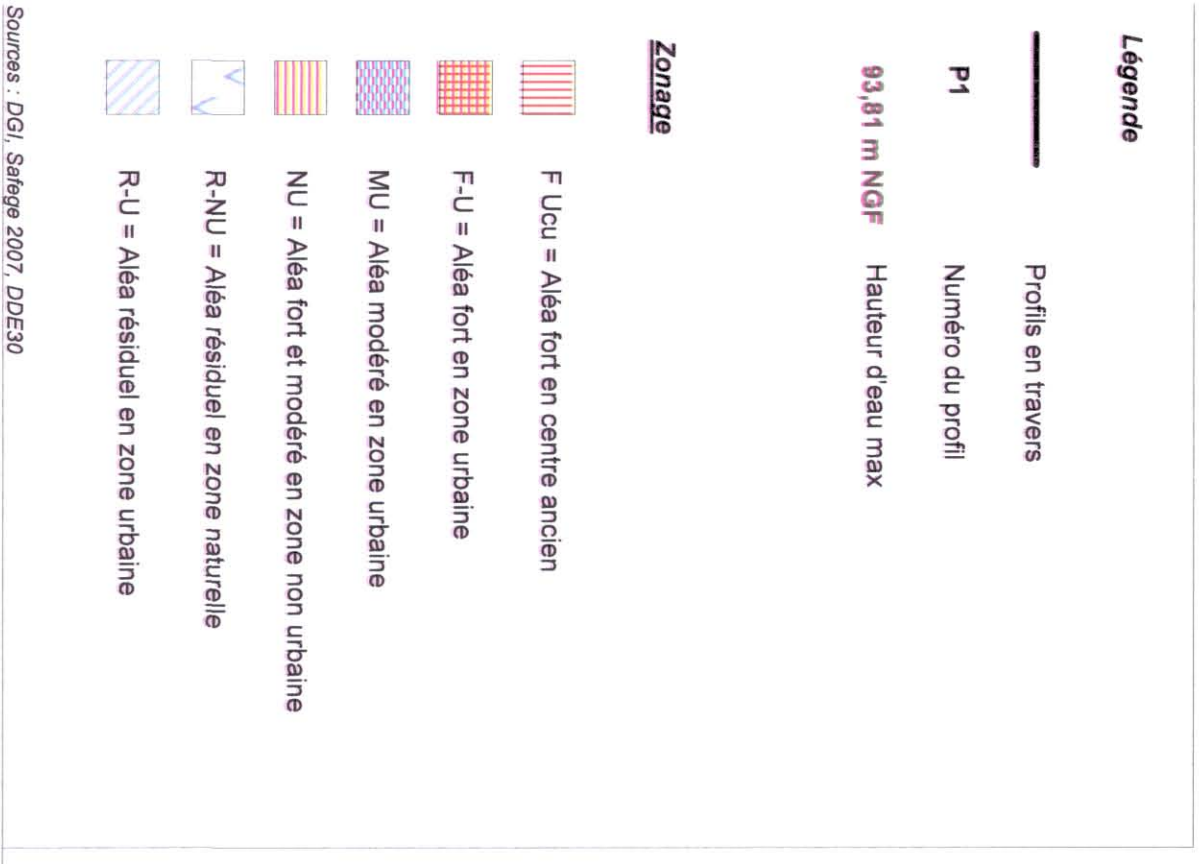 Légende
Profils en travers
P1 Numéro du profil
93,81 m NGF Hauteur d'eau max
Zonage
F Ucu = Aléa fort en centre ancien
F-U = Aléa fort en zone urbaine
MU = Aléa modéré en zone urbaine
NU = Aléa fort et modéré en zone non urbaine
R-NU = Aléa résiduel en zone naturelle
R-U = Aléa résiduel en zone urbaine
Sources : DGI, Safege 2007, DDE30